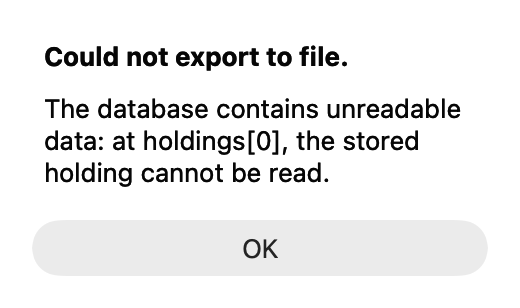 Could not export to file.
The database contains unreadable
data: at holdings[0], the stored
holding cannot be read.
OK